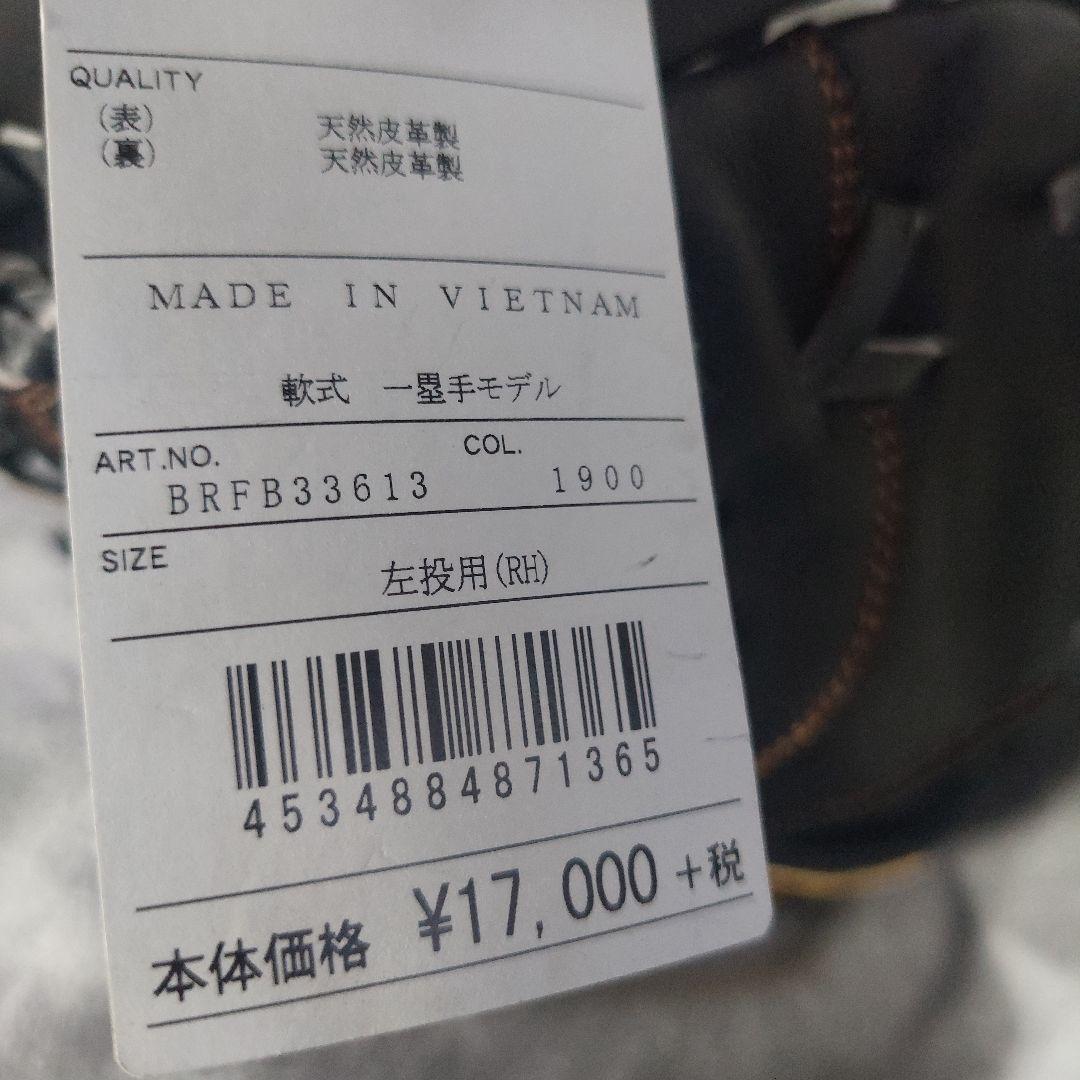 QUALITY
(表) 天然皮革製
(裏) 天然皮革製
MADE IN VIETNAM
軟式 一塁手モデル
ART.NO. COL.
BRFB33613 1900
SIZE
左投用(RH)
4534884871365
本体価格 ¥17,000+税